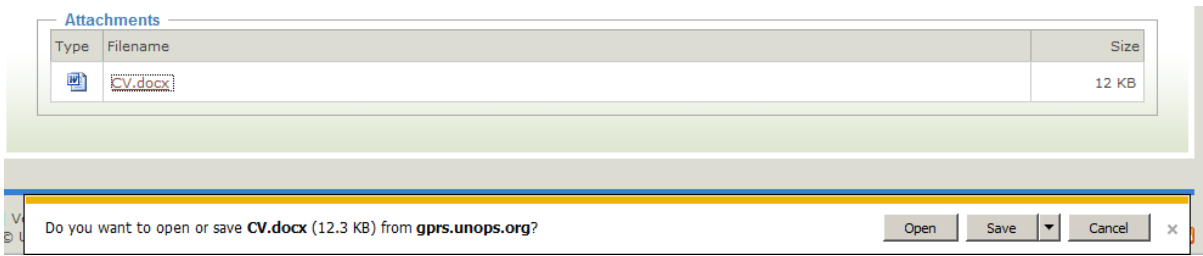 Attachments
Type Filename Size
CV.docx 12 KB
Do you want to open or save CV.docx (12.3 KB) from gprs.unops.org? Open Save Cancel